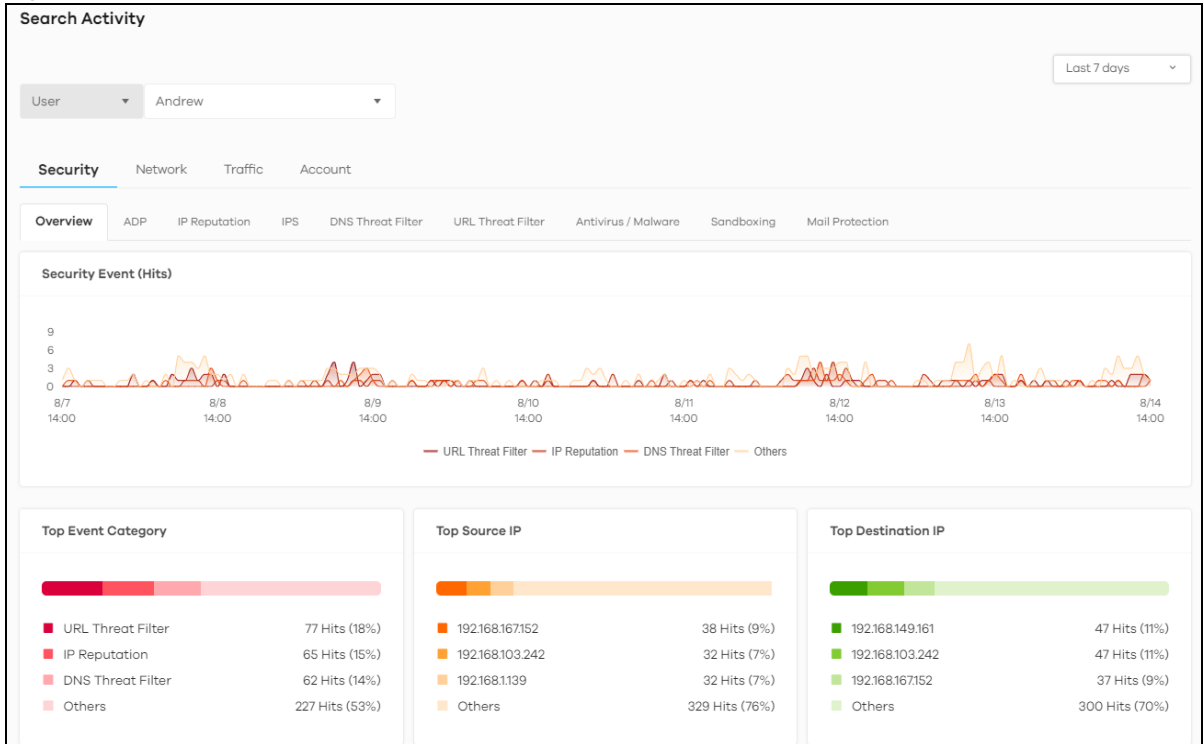 Search Activity
Last 7 days
User Andrew
Security Network Traffic Account
Overview ADP IP Reputation IPS DNS Threat Filter URL Threat Filter Antivirus / Malware Sandboxing Mail Protection
Security Event (Hits)
9
6
3
0
8/7 8/8 8/9 8/10 8/11 8/12 8/13 8/14
14:00 14:00 14:00 14:00 14:00 14:00 14:00 14:00
URL Threat Filter IP Reputation DNS Threat Filter Others
Top Event Category
URL Threat Filter 77 Hits (18%)
IP Reputation 65 Hits (15%)
DNS Threat Filter 62 Hits (14%)
Others 227 Hits (53%)
Top Source IP
192.168.167.152 38 Hits (9%)
192.168.103.242 32 Hits (7%)
192.168.1.139 32 Hits (7%)
Others 329 Hits (76%)
Top Destination IP
192.168.149.161 47 Hits (11%)
192.168.103.242 47 Hits (11%)
192.168.167.152 37 Hits (9%)
Others 300 Hits (70%)